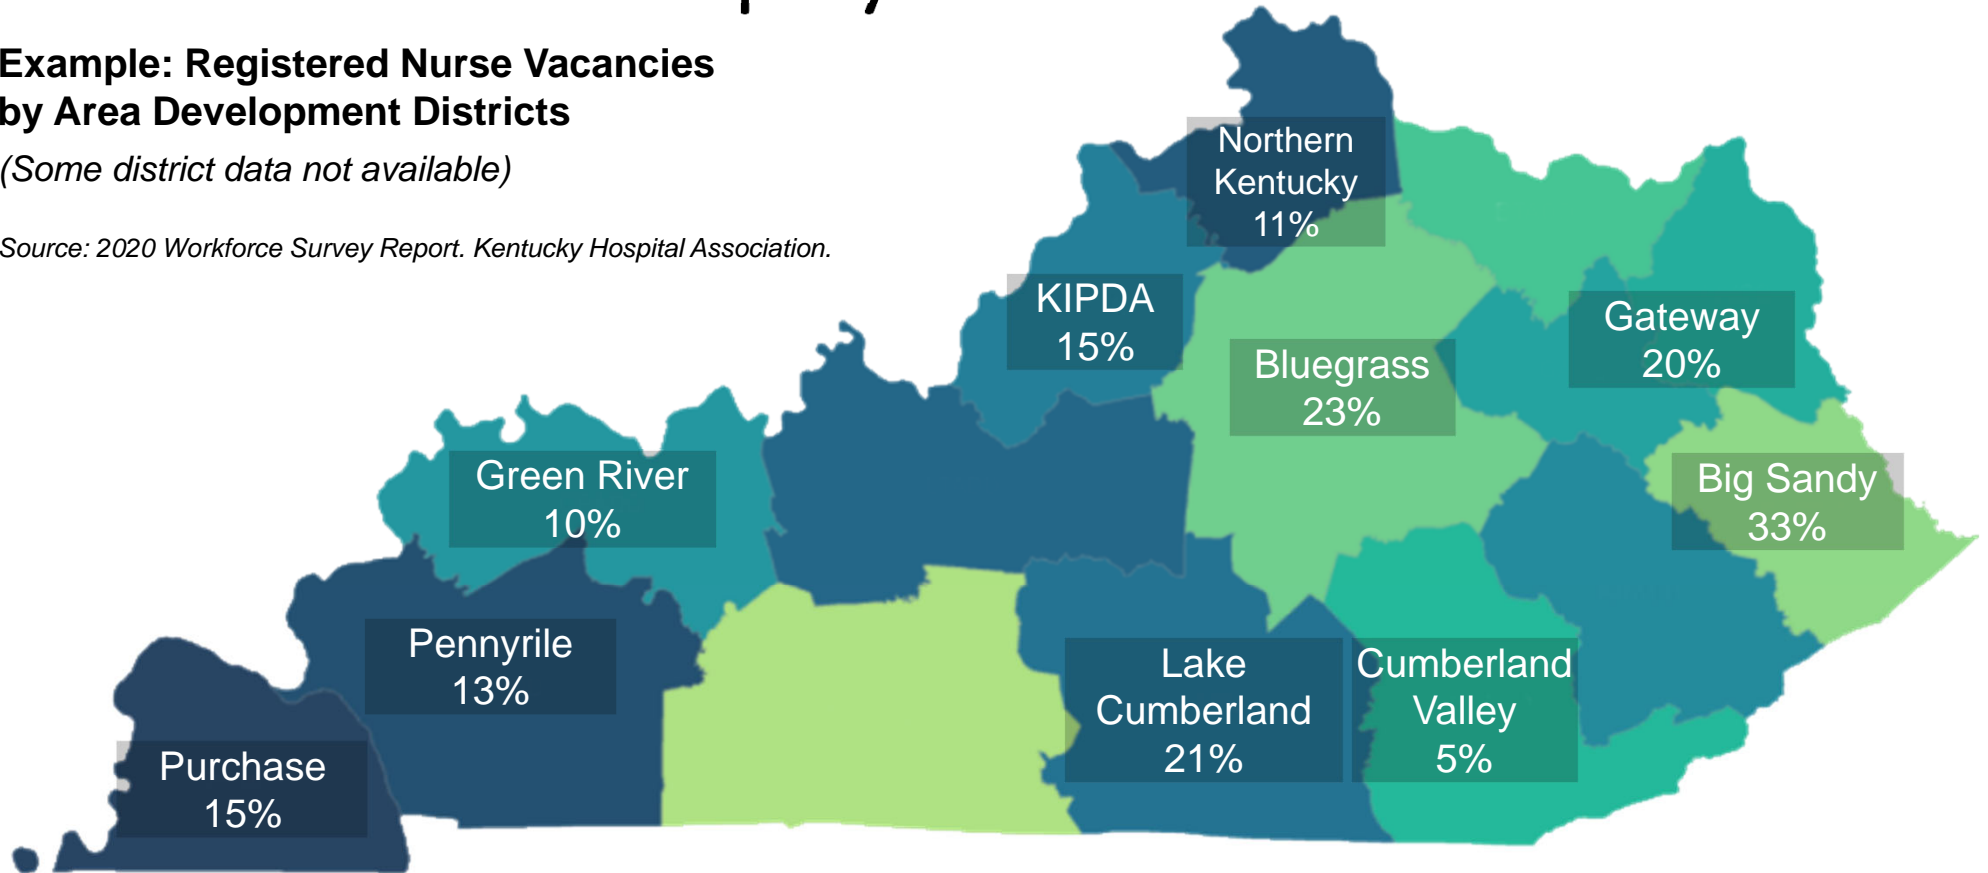 Example: Registered Nurse Vacancies
by Area Development Districts
(Some district data not available)
Source: 2020 Workforce Survey Report. Kentucky Hospital Association.
Northern
Kentucky
11%
KIPDA
15%
Gateway
20%
Bluegrass
23%
Green River
10%
Big Sandy
33%
Pennyrile
13%
Lake
Cumberland
21%
Cumberland
Valley
5%
Purchase
15%